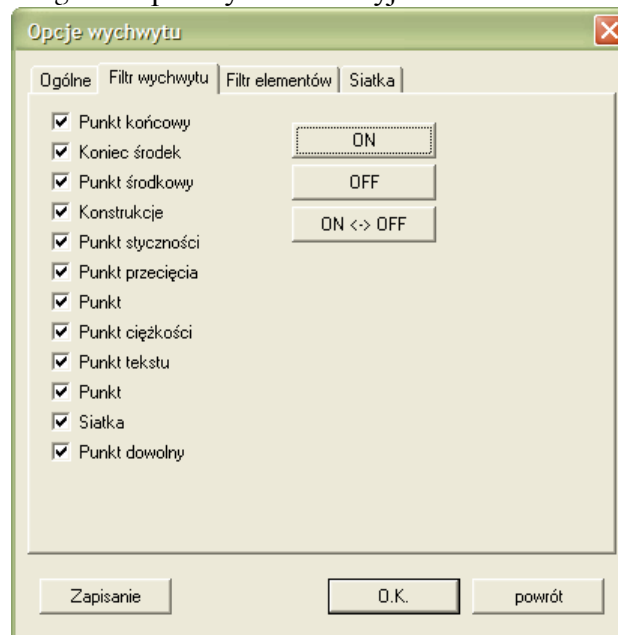 Opcje wychwytu
Ogólne Filtr wychwytu Filtr elementów Siatka
Punkt końcowy
Koniec środek
Punkt środkowy
Konstrukcje
Punkt styczności
Punkt przecięcia
Punkt
Punkt ciężkości
Punkt tekstu
Punkt
Siatka
Punkt dowolny
ON
OFF
ON <-> OFF
Zapisanie O.K. powrót